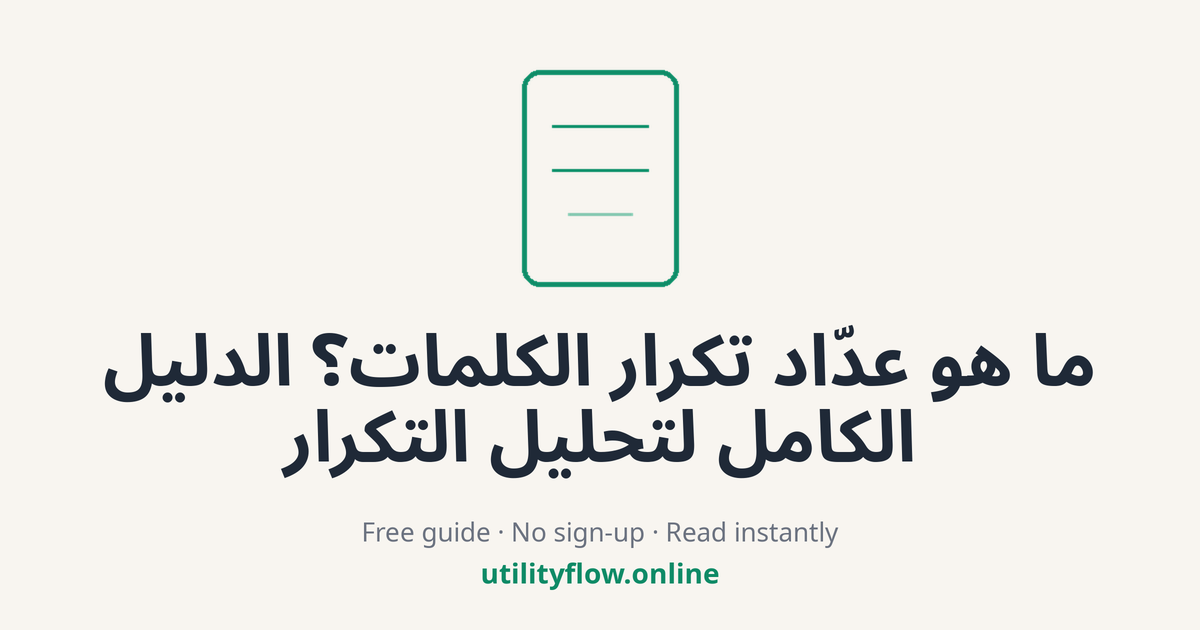 ما هو عدّاد تكرار الكلمات؟ الدليل
الكامل لتحليل التكرار
Free guide · No sign-up · Read instantly
utilityflow.online